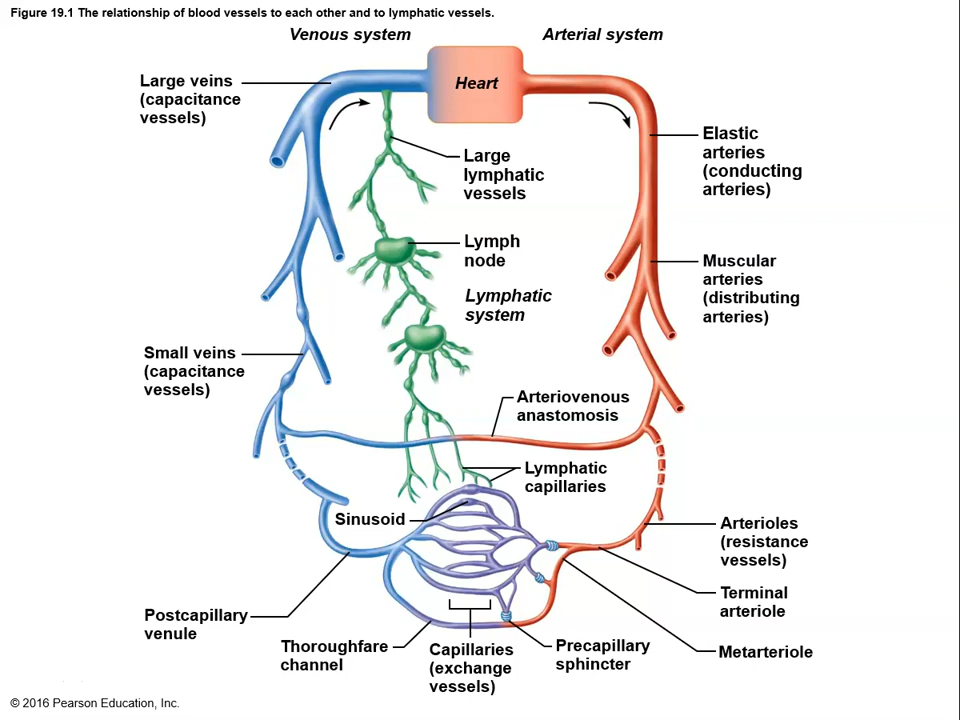 Figure 19.1 The relationship of blood vessels to each other and to lymphatic vessels.
Venous system
Arterial system
Large veins
(capacitance
vessels)
Heart
Elastic
arteries
(conducting
arteries)
Large
lymphatic
vessels
Lymph
node
Muscular
arteries
(distributing
arteries)
Lymphatic
system
Small veins
(capacitance
vessels)
Arteriovenous
anastomosis
Lymphatic
capillaries
Sinusoid
Arterioles
(resistance
vessels)
Terminal
arteriole
Postcapillary
venule
Thoroughfare
channel
Capillaries
(exchange
vessels)
Precapillary
sphincter
Metarteriole
© 2016 Pearson Education, Inc.